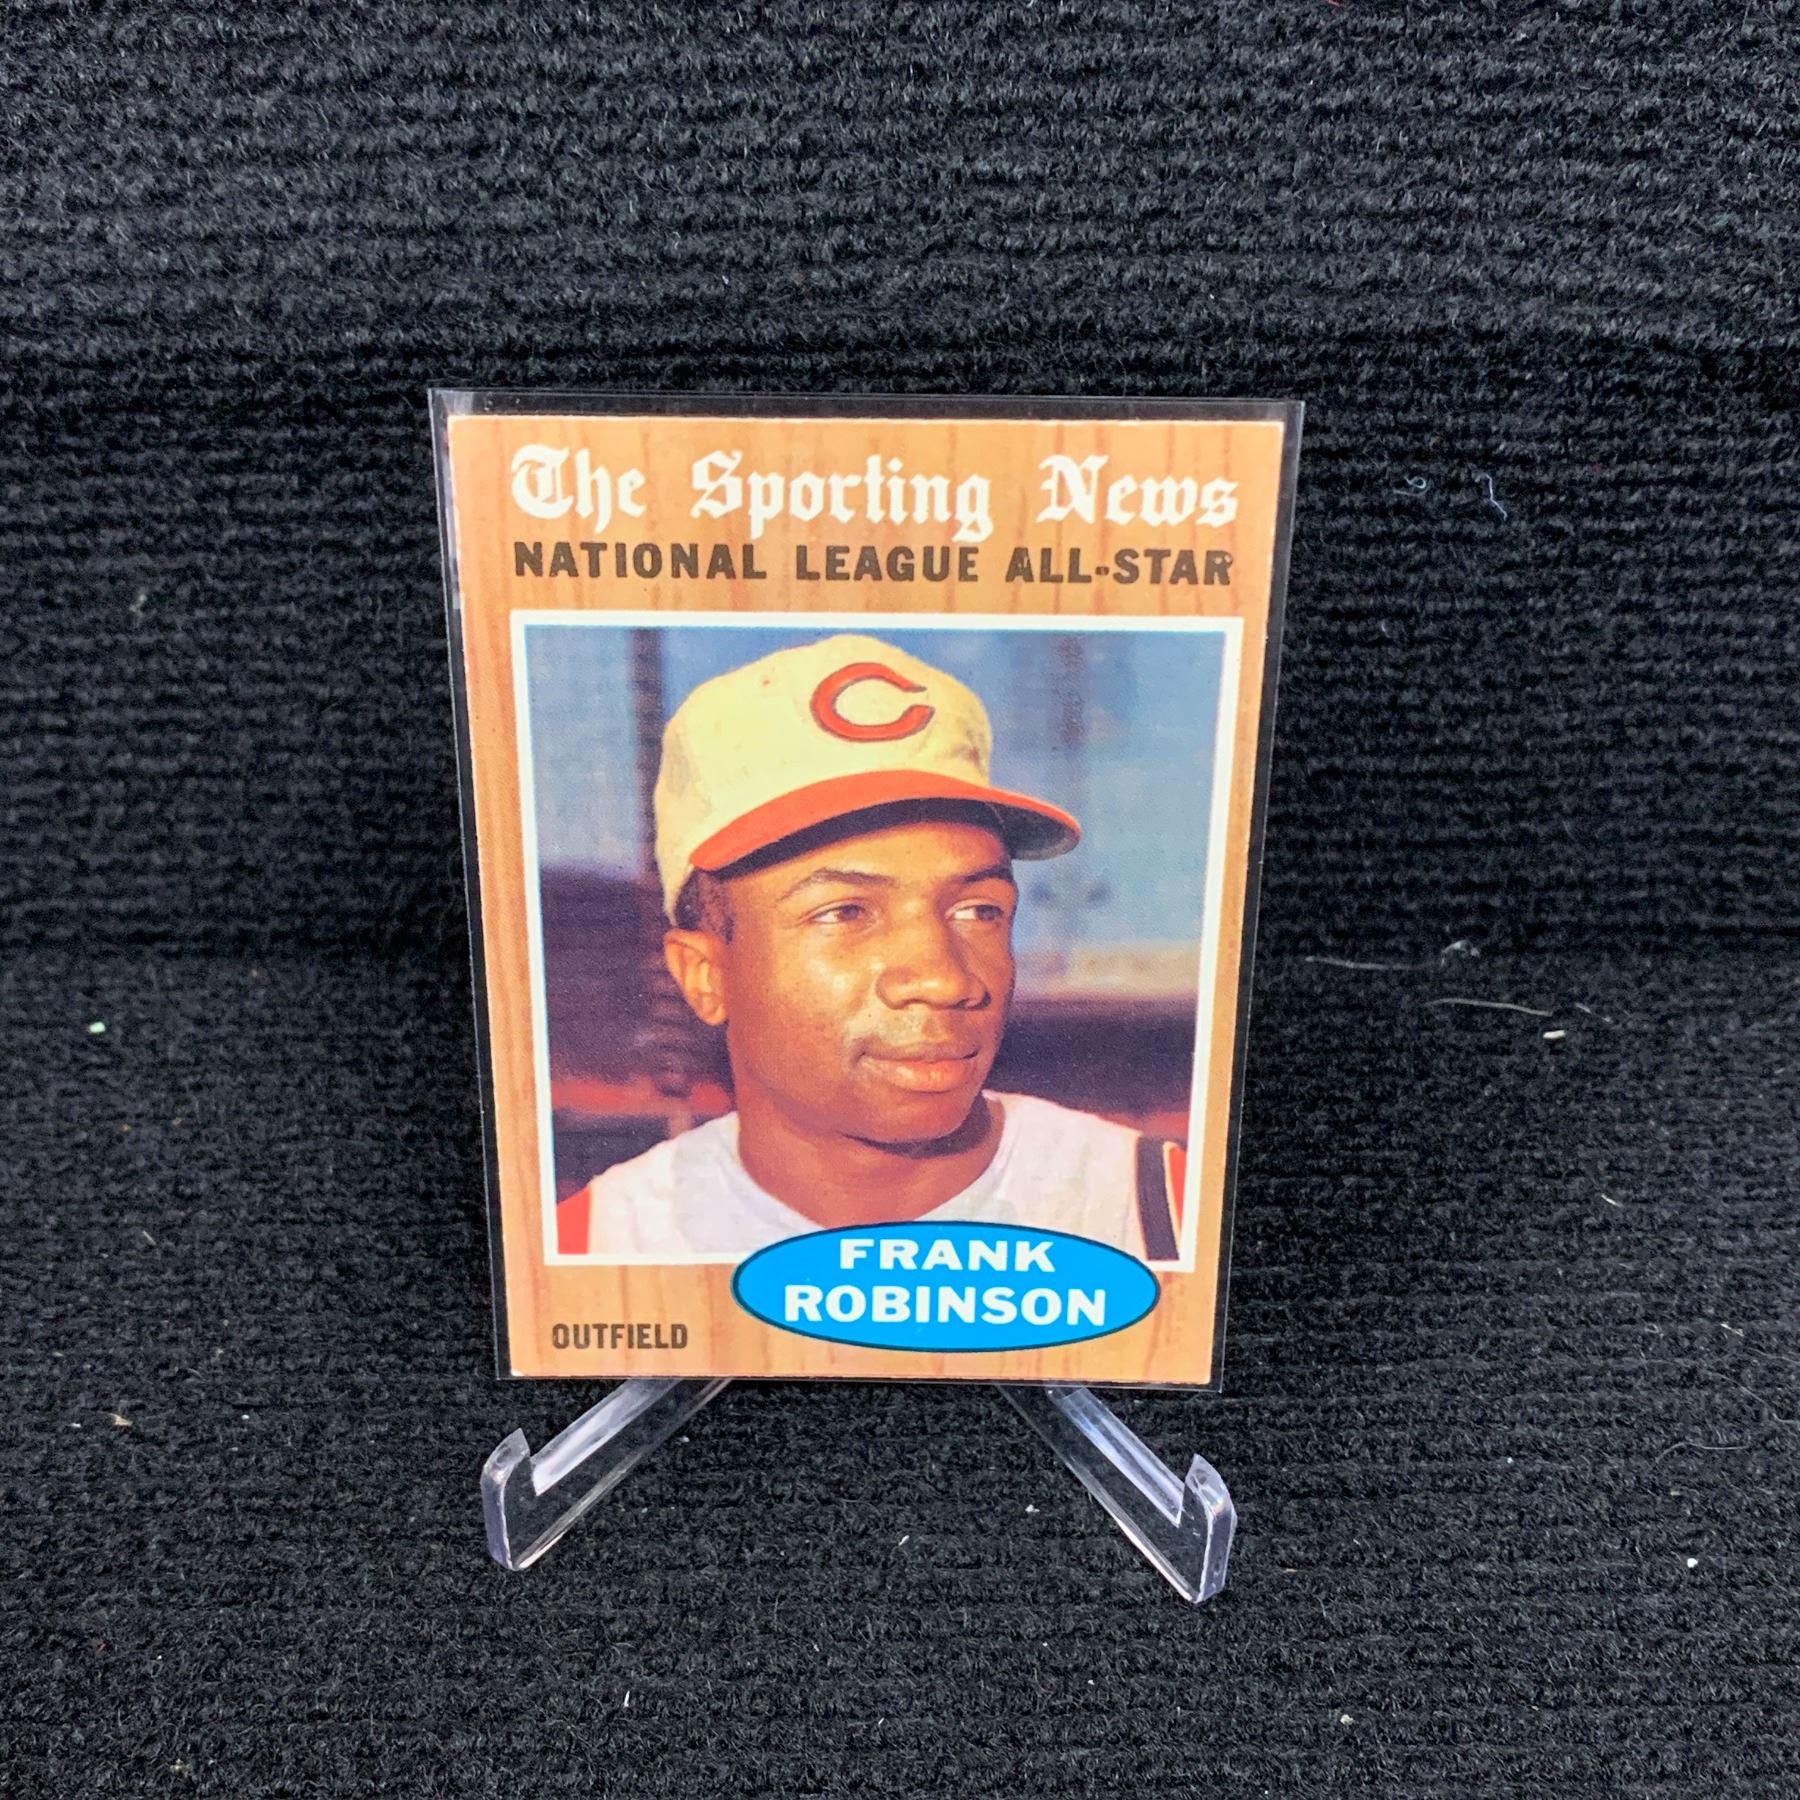 The Sporting News
NATIONAL LEAGUE ALL-STAR
C
FRANK
ROBINSON
OUTFIELD